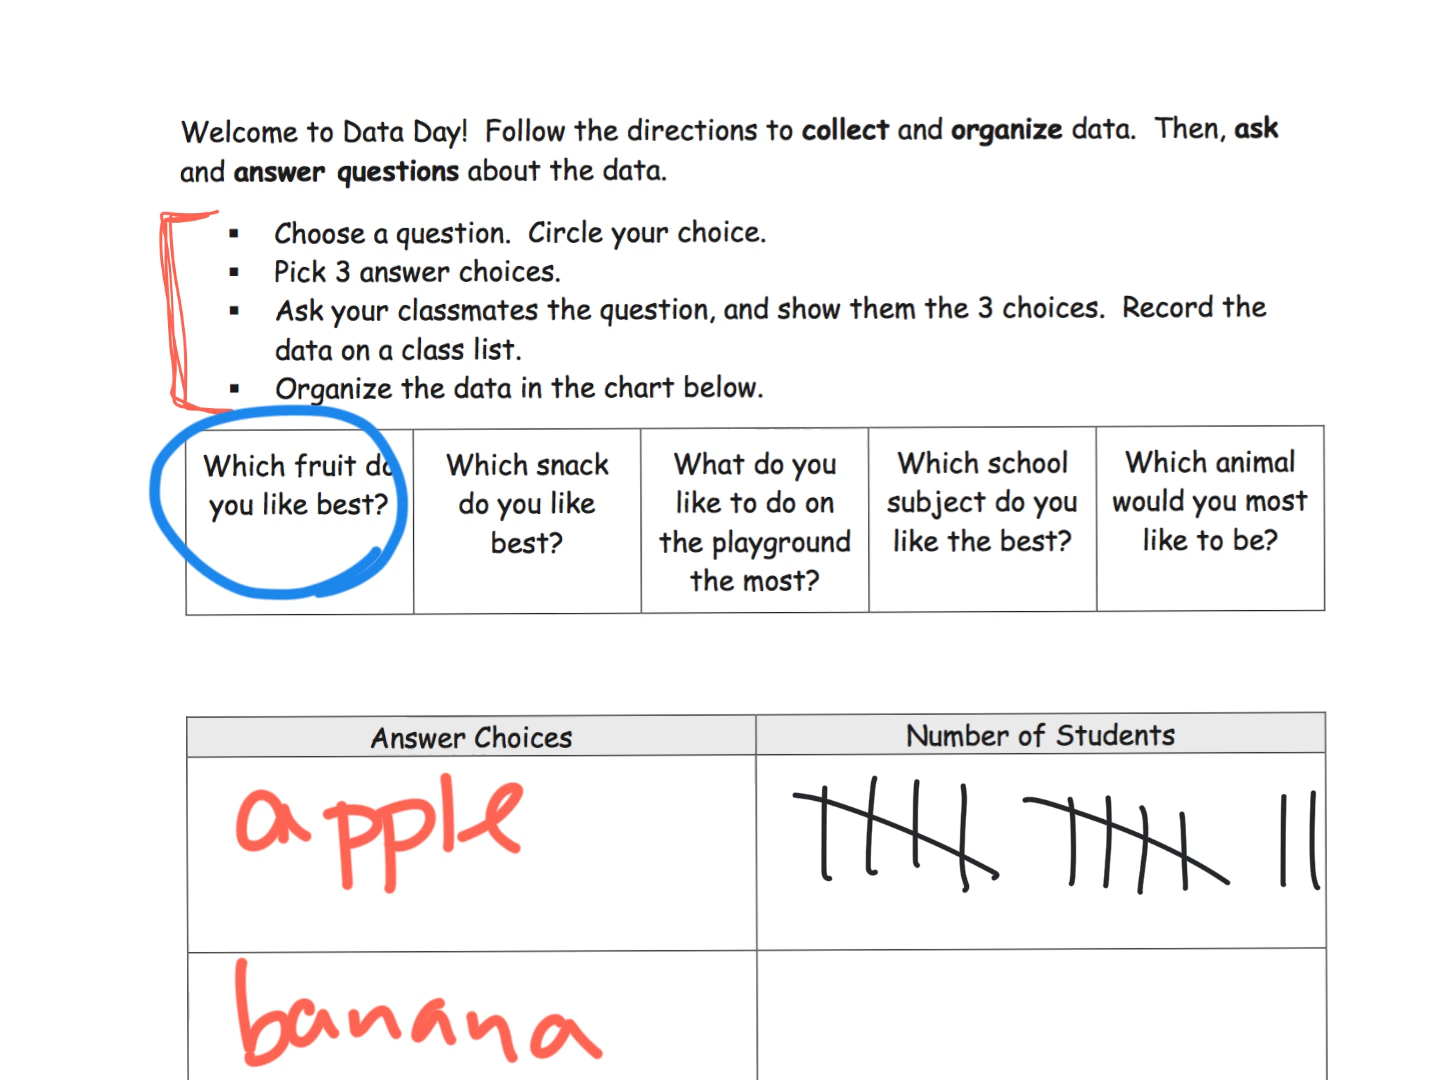 Welcome to Data Day! Follow the directions to collect and organize data. Then, ask
and answer questions about the data.
▪ Choose a question. Circle your choice.
▪ Pick 3 answer choices.
▪ Ask your classmates the question, and show them the 3 choices. Record the
data on a class list.
▪ Organize the data in the chart below.
Which fruit do
you like best?
Which snack
do you like
best?
What do you
like to do on
the playground
the most?
Which school
subject do you
like the best?
Which animal
would you most
like to be?
Answer Choices
Number of Students
apple
banana